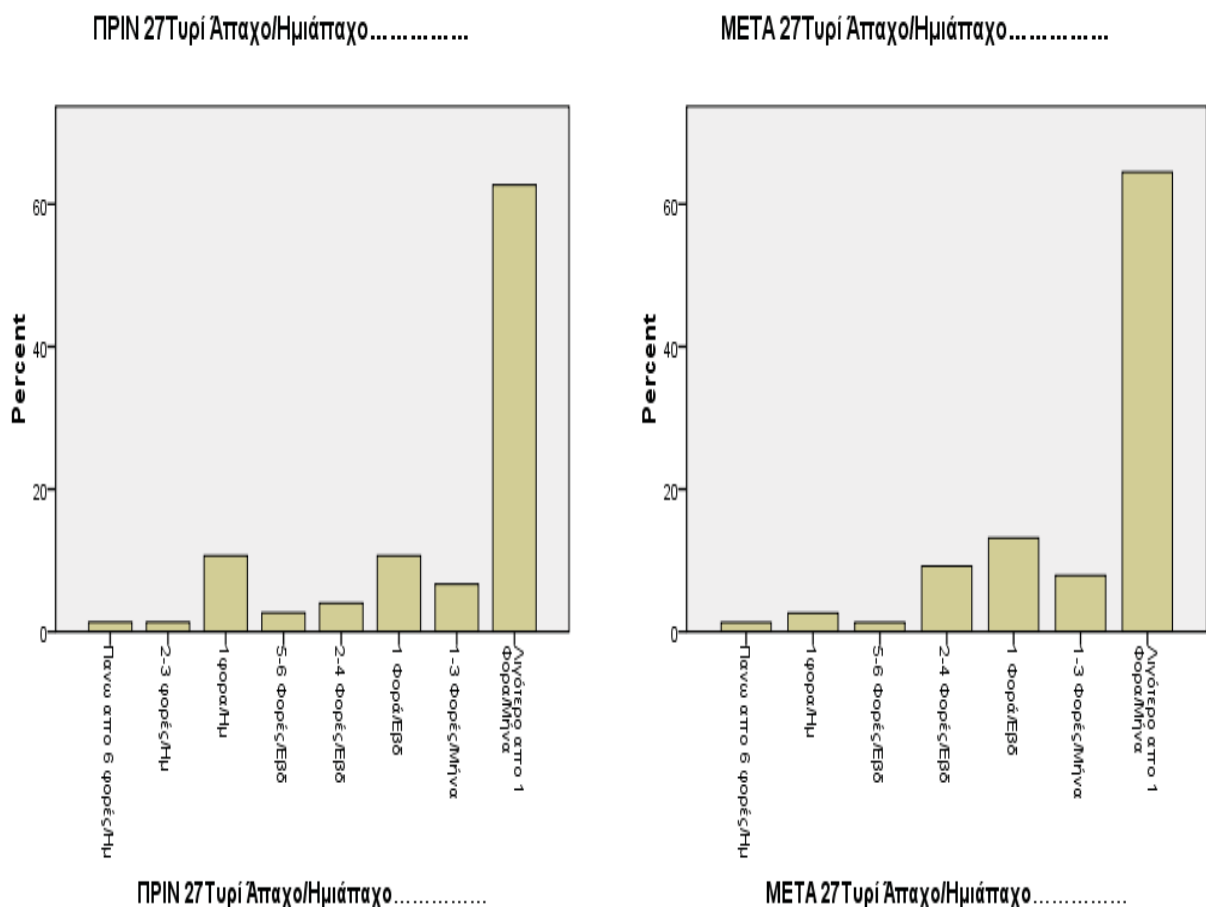 ΠΡΙΝ 27Τυρί Άπαχο/Ημιάπαχο……………
Percent
60
40
20
0
Πανω απο 6 φορές/Ημ
2-3 φορές/Ημ
1φορα/Ημ
5-6 Φορές/Εβδ
2-4 Φορές/Εβδ
1 Φορά/Εβδ
1-3 Φορές/Μήνα
Λιγότερο απο 1
Φορα/Μήνα
ΠΡΙΝ 27Τυρί Άπαχο/Ημιάπαχο……………
ΜΕΤΑ 27Τυρί Άπαχο/Ημιάπαχο……………
Percent
60
40
20
0
Πανω απο 6 φορές/Ημ
1φορα/Ημ
5-6 Φορές/Εβδ
2-4 Φορές/Εβδ
1 Φορά/Εβδ
1-3 Φορές/Μήνα
Λιγότερο απο 1
Φορα/Μήνα
ΜΕΤΑ 27Τυρί Άπαχο/Ημιάπαχο……………